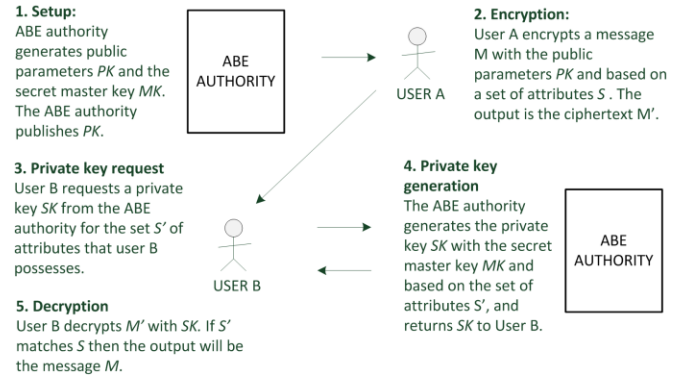 1. Setup:
ABE authority
generates public
parameters PK and the
secret master key MK.
The ABE authority
publishes PK.
ABE
AUTHORITY
USER A
2. Encryption:
User A encrypts a message
M with the public
parameters PK and based on
a set of attributes S . The
output is the ciphertext M’.
3. Private key request
User B requests a private
key SK from the ABE
authority for the set S’ of
attributes that user B
possesses.
USER B
4. Private key
generation
The ABE authority
generates the private
key SK with the secret
master key MK and
based on the set of
attributes S’, and
returns SK to User B.
ABE
AUTHORITY
5. Decryption
User B decrypts M’ with SK. If S’
matches S then the output will be
the message M.